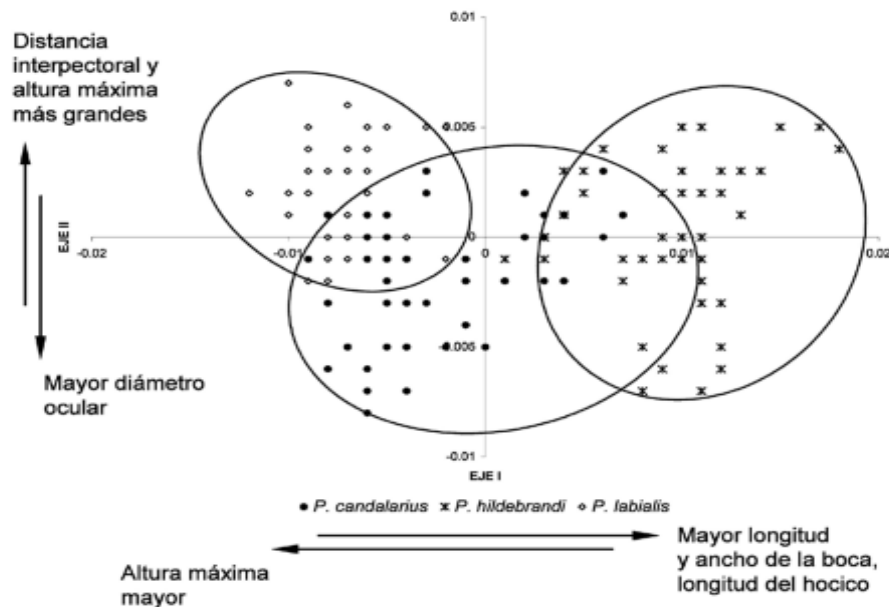 Distancia
interpectoral y
altura máxima
más grandes
0.01
0.005
EJE II
-0.02
-0.01
0
0.01
0.02
-0.005
Mayor diámetro
ocular
-0.01
EJE I
P. candalarius P. hildebrandi P. labialis
Mayor longitud
y ancho de la boca,
longitud del hocico
Altura máxima
mayor